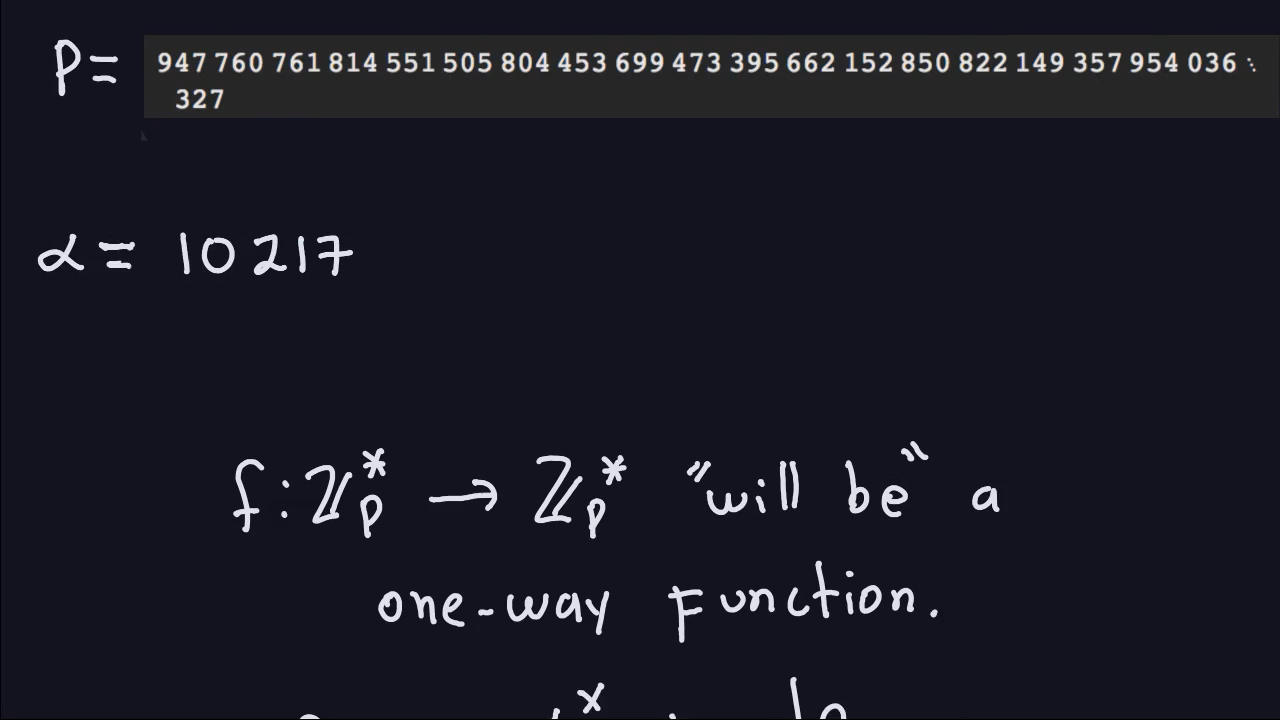 P = 947 760 761 814 551 505 804 453 699 473 395 662 152 850 822 149 357 954 036 ⋱
327
α = 10217
f : ℤₚ* → ℤₚ* "will be" a
one-way function.